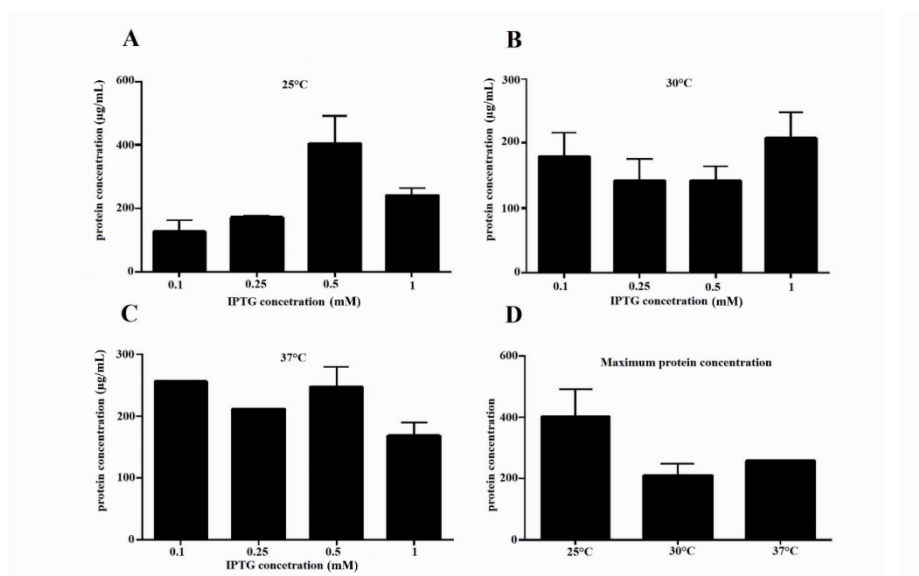 A
25°C
protein concentration (µg/mL)
600
400
200
0
0.1 0.25 0.5 1
IPTG concetration (mM)
B
30°C
protein concentration (µg/mL)
300
200
100
0
0.1 0.25 0.5 1
IPTG concetration (mM)
C
37°C
protein concentration (µg/mL)
300
200
100
0
0.1 0.25 0.5 1
IPTG concetration (mM)
D
Maximum protein concentration
protein concentration
600
400
200
0
25°C 30°C 37°C